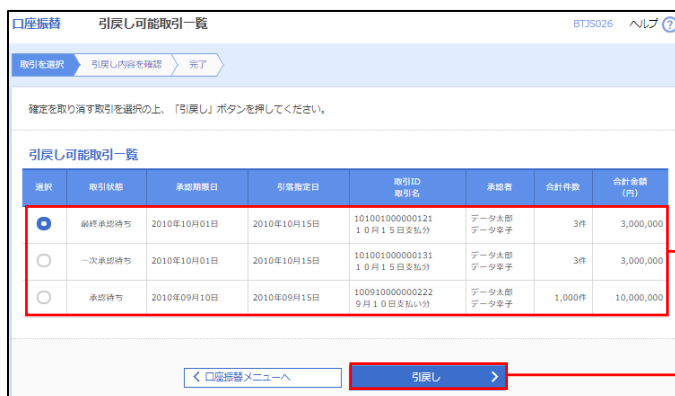 口座振替 引戻し可能取引一覧 BTJS026 ヘルプ ?
取引を選択 引戻し内容を確認 完了
確定を取り消す取引を選択の上、「引戻し」ボタンを押してください。
引戻し可能取引一覧
選択 取引状態 承認期限日 引落指定日 取引ID 取引名 承認者 合計件数 合計金額 (円)
最終承認待ち 2010年10月01日 2010年10月15日 101001000000121 データ太郎 3件 3,000,000
10月15日支払分 データ幸子
一次承認待ち 2010年10月01日 2010年10月15日 101001000000131 データ太郎 3件 3,000,000
10月15日支払分 データ幸子
承認待ち 2010年09月10日 2010年09月15日 100910000000222 データ太郎 1,000件 10,000,000
9月10日支払い分 データ幸子
口座振替メニューへ 引戻し